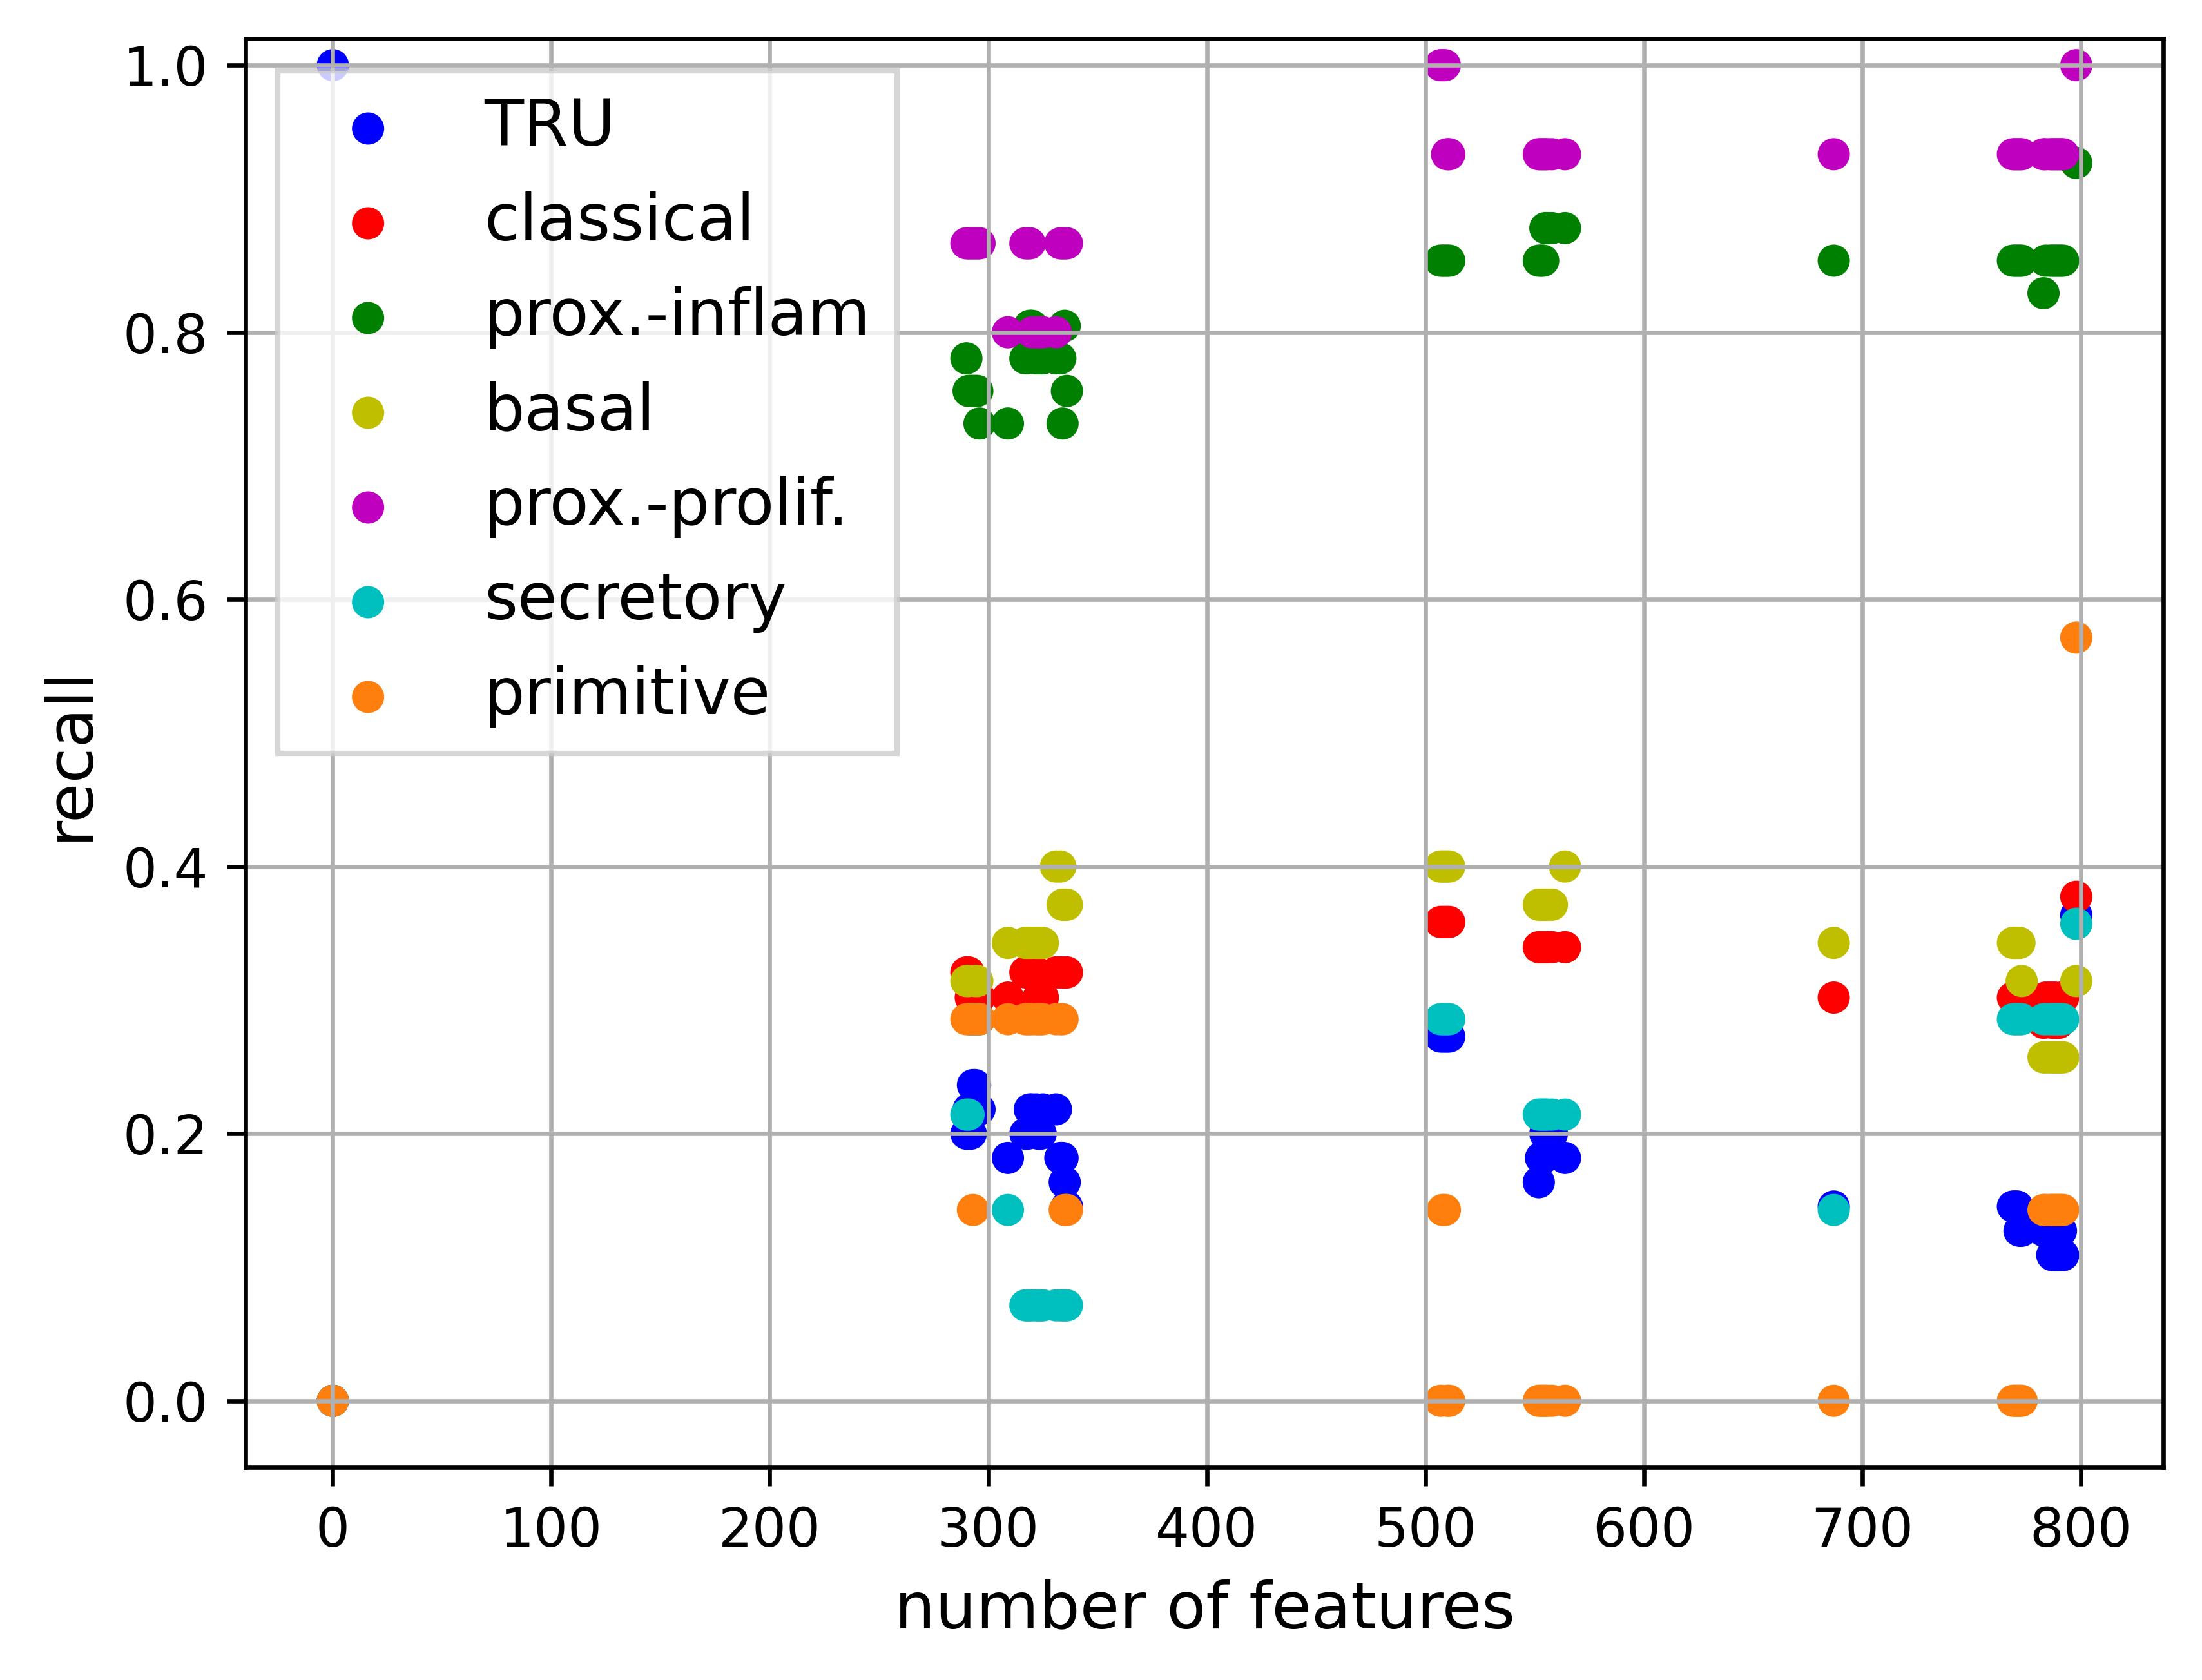 1.0
0.8
0.6
0.4
0.2
0.0
recall
TRU
classical
prox.-inflam
basal
prox.-prolif.
secretory
primitive
0 100 200 300 400 500 600 700 800
number of features